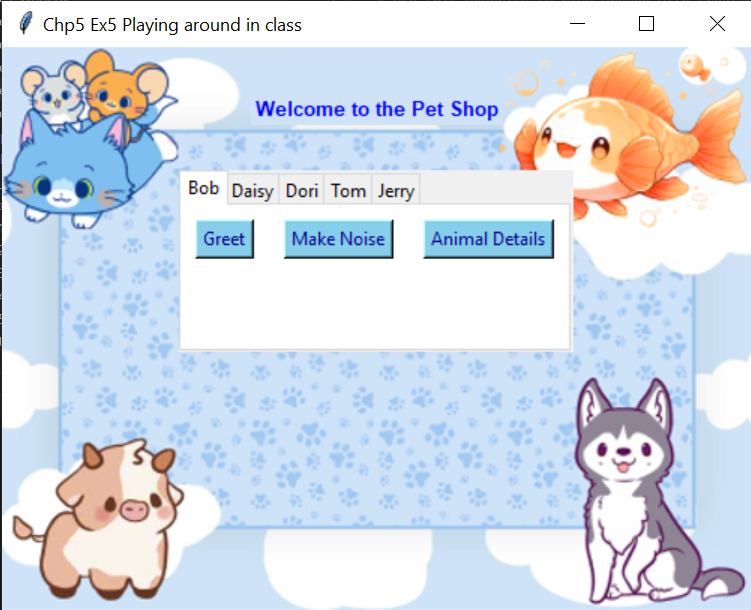 Chp5 Ex5 Playing around in class
Welcome to the Pet Shop
Bob Daisy Dori Tom Jerry
Greet Make Noise Animal Details